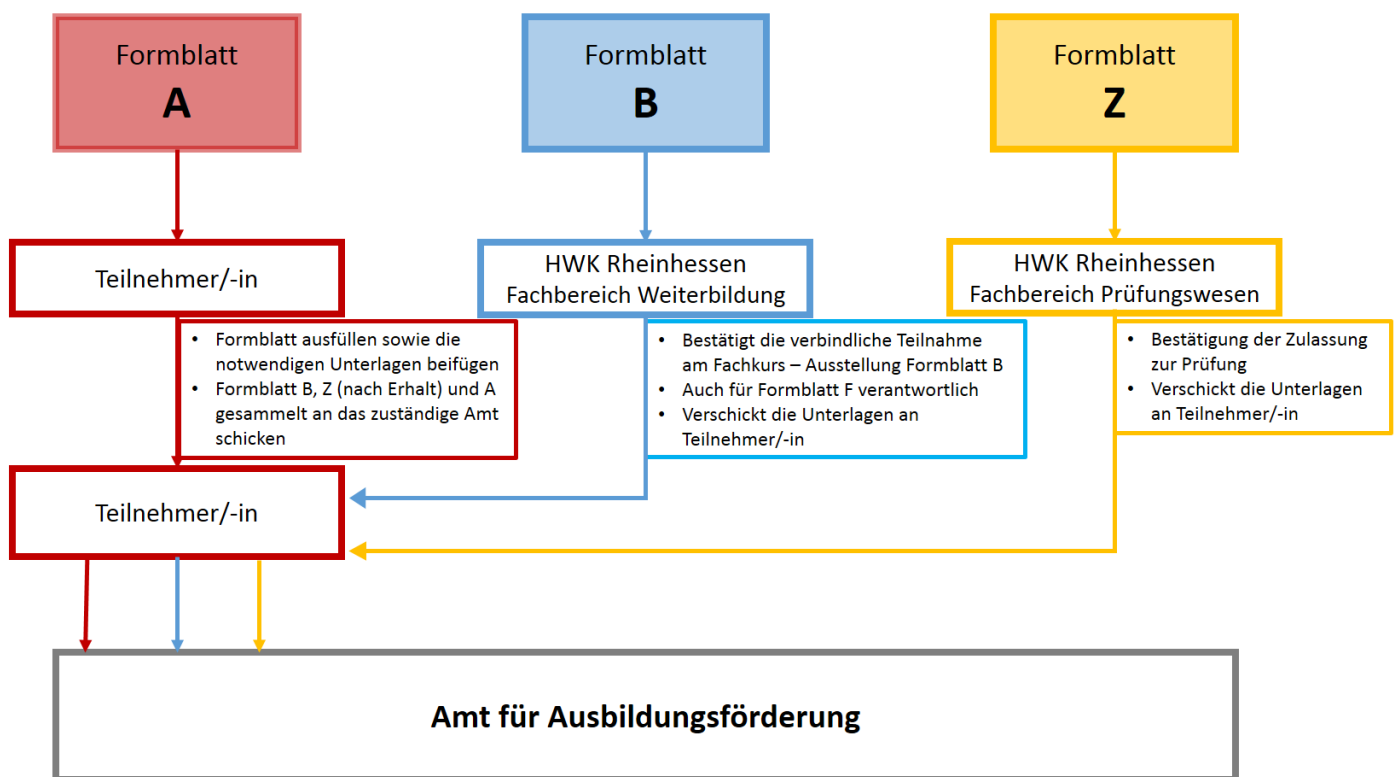 Formblatt
A
Formblatt
B
Formblatt
Z
Teilnehmer/-in
HWK Rheinhessen
Fachbereich Weiterbildung
HWK Rheinhessen
Fachbereich Prüfungswesen
• Formblatt ausfüllen sowie die
notwendigen Unterlagen beifügen
• Formblatt B, Z (nach Erhalt) und A
gesammelt an das zuständige Amt
schicken
• Bestätigt die verbindliche Teilnahme
am Fachkurs – Ausstellung Formblatt B
• Auch für Formblatt F verantwortlich
• Verschickt die Unterlagen an
Teilnehmer/-in
• Bestätigung der Zulassung
zur Prüfung
• Verschickt die Unterlagen
an Teilnehmer/-in
Teilnehmer/-in
Amt für Ausbildungsförderung